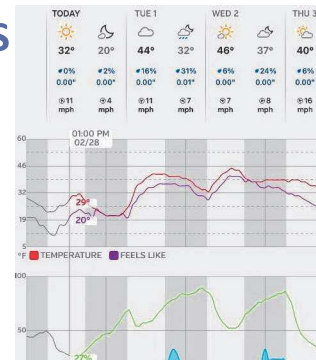 S
TODAY TUE 1 WED 2 THU 3
32° 20° 44° 32° 46° 37° 40°
0% 2% 16% 31% 6% 24% 6%
0.00" 0.00" 0.00" 0.01" 0.00" 0.00" 0.00"
11 4 11 7 7 8 16
mph mph mph mph mph mph mph
01:00 PM
02/28
60
46
32
29°
19
20°
5
°F TEMPERATURE FEELS LIKE
100
50
27%